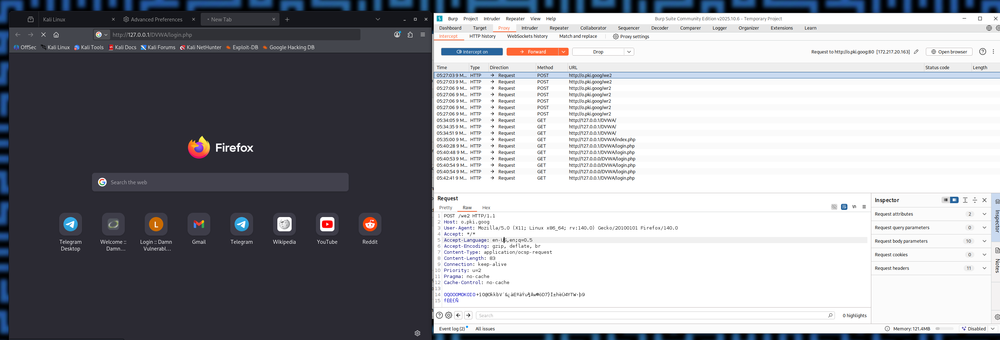 Kali Linux
Advanced Preferences
New Tab
http://127.0.0.1/DVWA/login.php
OffSec Kali Linux Kali Tools Kali Docs Kali Forums Kali NetHunter Exploit-DB Google Hacking DB
Firefox
Search the web
Telegram Desktop
Welcome :: Damn...
L
Login :: Damn Vulnerabl...
Gmail
Telegram
Wikipedia
YouTube
Reddit
Burp Project Intruder Repeater View Help
Burp Suite Community Edition v2025.10.6 - Temporary Project
Dashboard Target Proxy Intruder Repeater Collaborator Sequencer Decoder Comparer Logger Organizer Extensions Learn
Intercept HTTP history WebSockets history Match and replace Proxy settings
Intercept on Forward Drop Request to http://o.pki.goog:80 [172.217.20.163] Open browser
Time Type Direction Method URL Status code Length
05:27:03 9 M... HTTP → Request POST http://o.pki.goog/we2
05:27:03 9 M... HTTP → Request POST http://o.pki.goog/we2
05:27:06 9 M... HTTP → Request POST http://o.pki.goog/wr2
05:27:06 9 M... HTTP → Request POST http://o.pki.goog/wr2
05:27:06 9 M... HTTP → Request POST http://o.pki.goog/wr2
05:27:06 9 M... HTTP → Request POST http://o.pki.goog/wr2
05:27:06 9 M... HTTP → Request POST http://o.pki.goog/wr2
05:34:05 9 M... HTTP → Request GET http://127.0.0.1/DVWA/
05:34:35 9 M... HTTP → Request GET http://127.0.0.1/DVWA/
05:34:51 9 M... HTTP → Request GET http://127.0.0.1/DVWA/
05:35:00 9 M... HTTP → Request GET http://127.0.0.1/DVWA/index.php
05:40:28 9 M... HTTP → Request GET http://127.0.0.1/DVWA/login.php
05:40:48 9 M... HTTP → Request GET http://127.0.0.1/DVWA/login.php
05:40:53 9 M... HTTP → Request GET http://127.0.0.0/DVWA/login.php
05:40:54 9 M... HTTP → Request GET http://127.0.0.0/DVWA/login.php
05:40:54 9 M... HTTP → Request GET http://127.0.0.0/DVWA/login.php
05:42:41 9 M... HTTP → Request GET http://127.0.0.1/DVWA/login.php
Request
Pretty Raw Hex
\n
1 POST /we2 HTTP/1.1
2 Host: o.pki.goog
3 User-Agent: Mozilla/5.0 (X11; Linux x86_64; rv:140.0) Gecko/20100101 Firefox/140.0
4 Accept: */*
5 Accept-Language: en-US,en;q=0.5
6 Accept-Encoding: gzip, deflate, br
7 Content-Type: application/ocsp-request
8 Content-Length: 83
9 Connection: keep-alive
10 Priority: u=2
11 Pragma: no-cache
12 Cache-Control: no-cache
13
14
15 fÉÈ{Ñ
Search
0 highlights
Inspector
Request attributes 2
Request query parameters 0
Request body parameters 10
Request cookies 0
Request headers 11
Inspector
Notes
Event log (2) All issues
Memory: 121.4MB Disabled